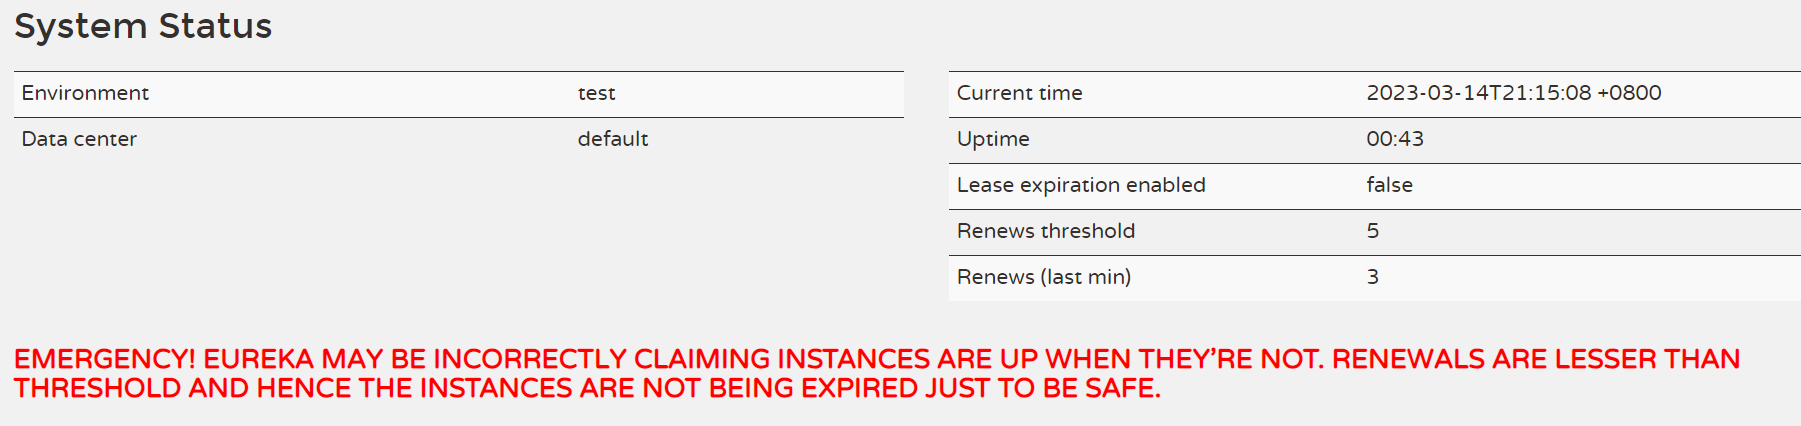 System Status
Environment test
Data center default
Current time 2023-03-14T21:15:08 +0800
Uptime 00:43
Lease expiration enabled false
Renews threshold 5
Renews (last min) 3
EMERGENCY! EUREKA MAY BE INCORRECTLY CLAIMING INSTANCES ARE UP WHEN THEY’RE NOT. RENEWALS ARE LESSER THAN
THRESHOLD AND HENCE THE INSTANCES ARE NOT BEING EXPIRED JUST TO BE SAFE.